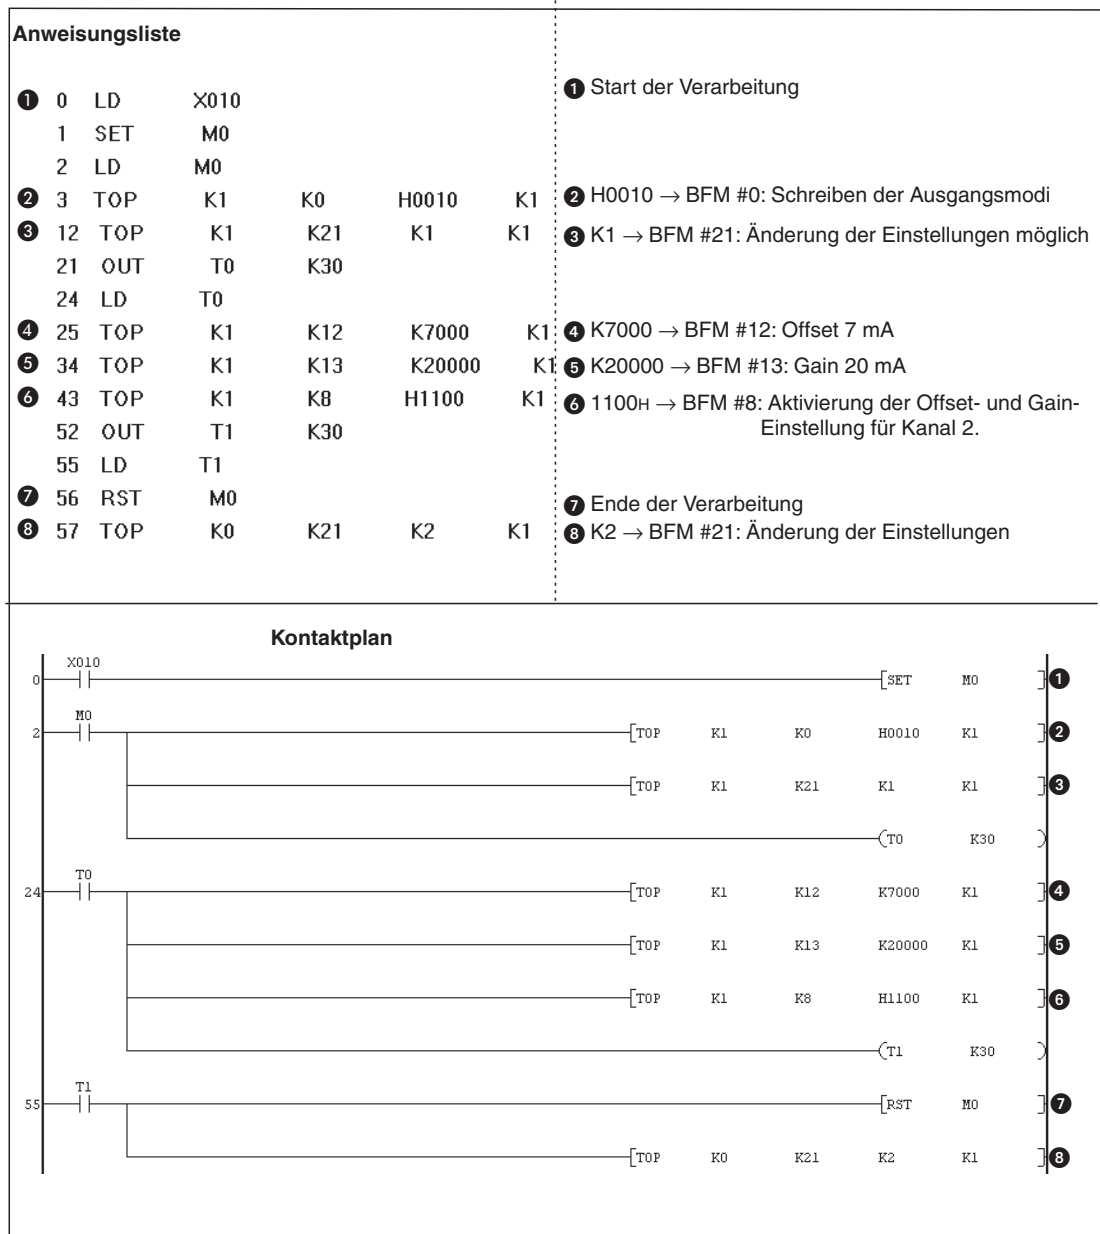 Anweisungsliste
❶ 0 LD X010
1 SET M0
2 LD M0
❷ 3 TOP K1 K0 H0010 K1
❸ 12 TOP K1 K21 K1 K1
21 OUT T0 K30
24 LD T0
❹ 25 TOP K1 K12 K7000 K1
❺ 34 TOP K1 K13 K20000 K1
❻ 43 TOP K1 K8 H1100 K1
52 OUT T1 K30
55 LD T1
❼ 56 RST M0
❽ 57 TOP K0 K21 K2 K1
❶ Start der Verarbeitung
❷ H0010 → BFM #0: Schreiben der Ausgangsmodi
❸ K1 → BFM #21: Änderung der Einstellungen möglich
❹ K7000 → BFM #12: Offset 7 mA
❺ K20000 → BFM #13: Gain 20 mA
❻ 1100H → BFM #8: Aktivierung der Offset- und Gain-
Einstellung für Kanal 2.
❼ Ende der Verarbeitung
❽ K2 → BFM #21: Änderung der Einstellungen
Kontaktplan
X010
0 [SET M0 ] ❶
M0
2 [TOP K1 K0 H0010 K1 ] ❷
[TOP K1 K21 K1 K1 ] ❸
(T0 K30 )
T0
24 [TOP K1 K12 K7000 K1 ] ❹
[TOP K1 K13 K20000 K1 ] ❺
[TOP K1 K8 H1100 K1 ] ❻
(T1 K30 )
T1
55 [RST M0 ] ❼
[TOP K0 K21 K2 K1 ] ❽